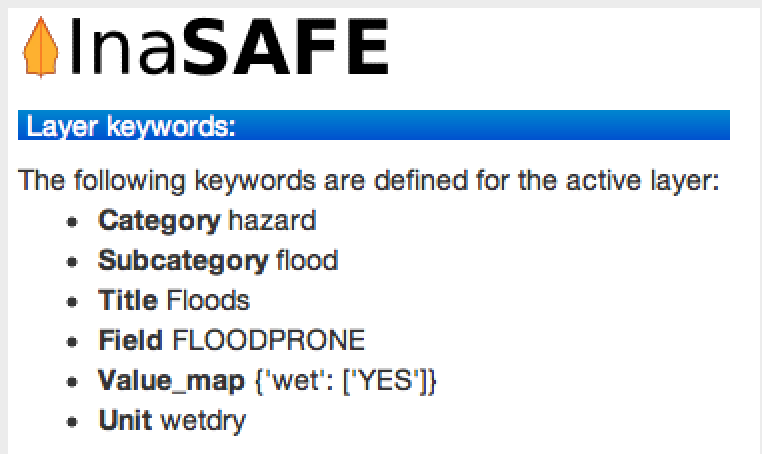 InaSAFE
Layer keywords:
The following keywords are defined for the active layer:
• Category hazard
• Subcategory flood
• Title Floods
• Field FLOODPRONE
• Value_map {'wet': ['YES']}
• Unit wetdry